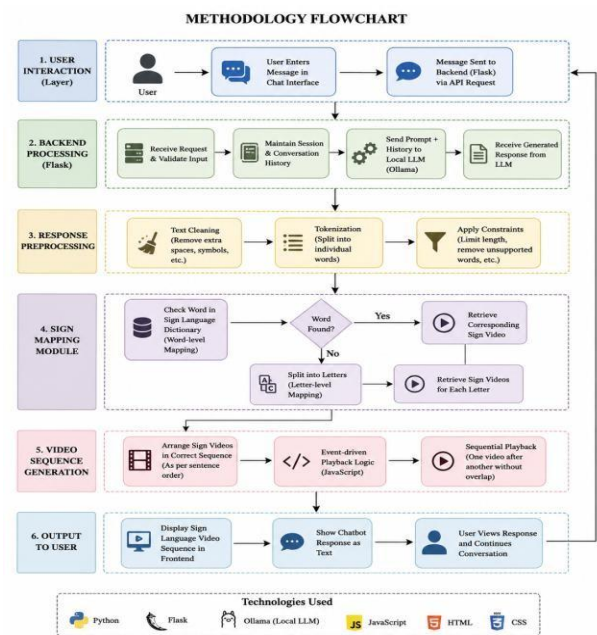 METHODOLOGY FLOWCHART
1. USER
INTERACTION
(Layer)
User
User Enters
Message in
Chat Interface
Message Sent to
Backend (Flask)
via API Request
2. BACKEND
PROCESSING
(Flask)
Receive Request
& Validate Input
Maintain Session
& Conversation
History
Send Prompt +
History to
Local LLM
(Ollama)
Receive Generated
Response from
LLM
3. RESPONSE
PREPROCESSING
Text Cleaning
(Remove extra
spaces, symbols,
etc.)
Tokenization
(Split into
individual
words)
Apply Constraints
(Limit length,
remove unsupported
words, etc.)
4. SIGN
MAPPING
MODULE
Check Word in
Sign Language
Dictionary
(Word-level
Mapping)
Word
Found?
Yes
Retrieve
Corresponding
Sign Video
No
A
C
Split into Letters
(Letter-level
Mapping)
Retrieve Sign Videos
for Each Letter
5. VIDEO
SEQUENCE
GENERATION
Arrange Sign Videos
in Correct Sequence
(As per sentence
order)
</>
Event-driven
Playback Logic
(JavaScript)
Sequential Playback
(One video after
another without
overlap)
6. OUTPUT
TO USER
Display Sign
Language Video
Sequence in
Frontend
Show Chatbot
Response as
Text
User Views Response
and Continues
Conversation
Technologies Used
Python
Flask
Ollama (Local LLM)
JS
JavaScript
5
HTML
3
CSS